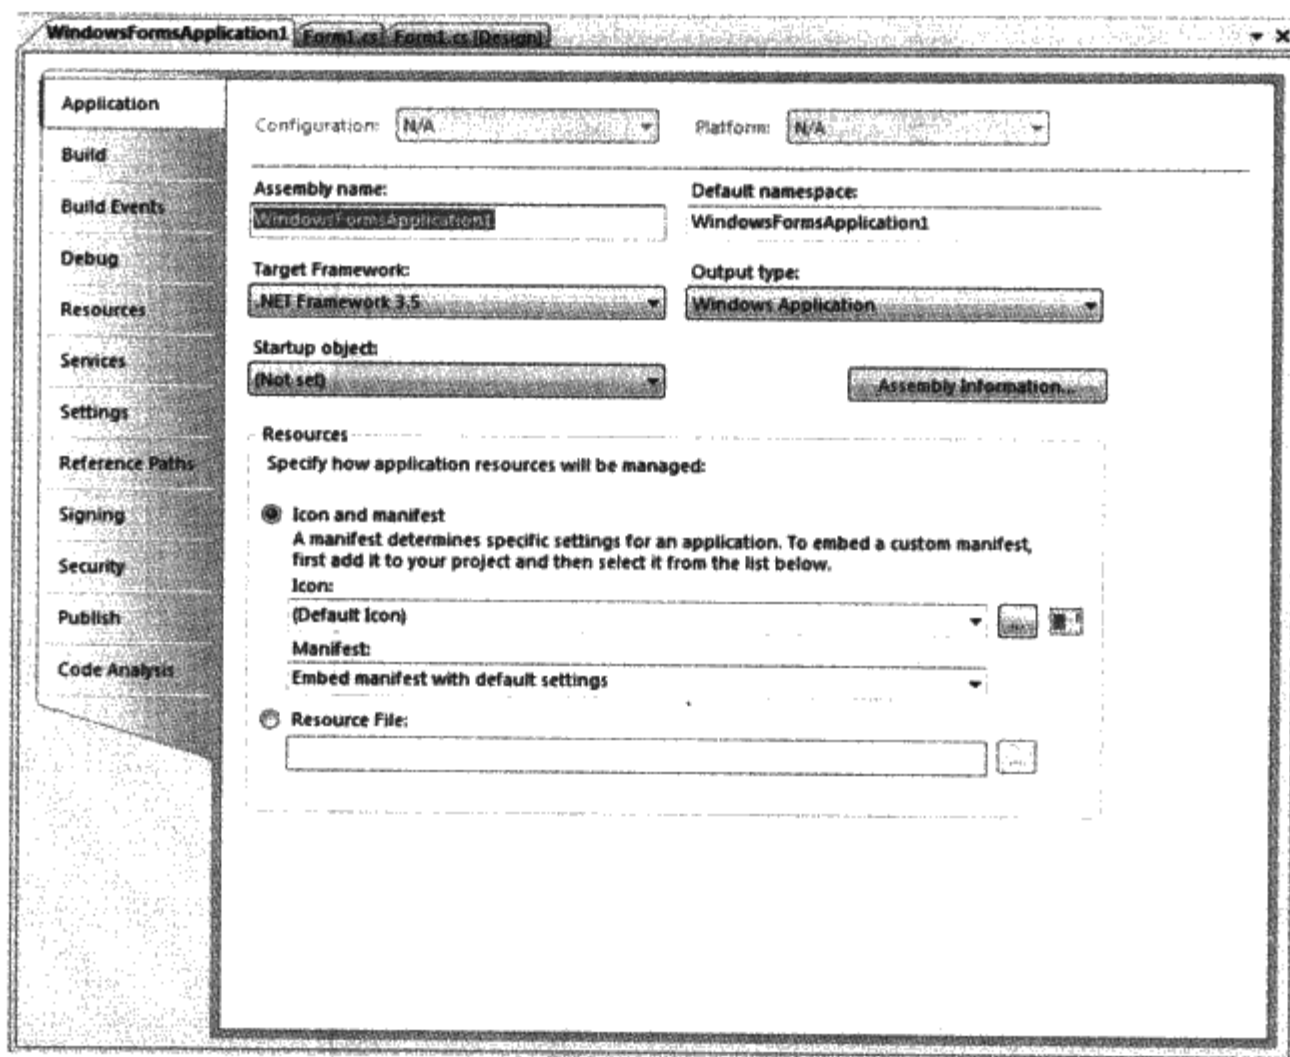 WindowsFormsApplication1 Form1.cs Form1.cs [Design]
Application
Configuration: N/A Platform: N/A
Build
Assembly name: Default namespace:
Build Events
WindowsFormsApplication1 WindowsFormsApplication1
Debug
Target Framework: Output type:
Resources
.NET Framework 3.5 Windows Application
Services
Startup object:
(Not set) Assembly Information...
Settings
Resources
Reference Paths
Specify how application resources will be managed:
Signing
Icon and manifest
A manifest determines specific settings for an application. To embed a custom manifest,
first add it to your project and then select it from the list below.
Security
Icon:
Publish
(Default Icon) ...
Manifest:
Code Analysis
Embed manifest with default settings
Resource File:
...